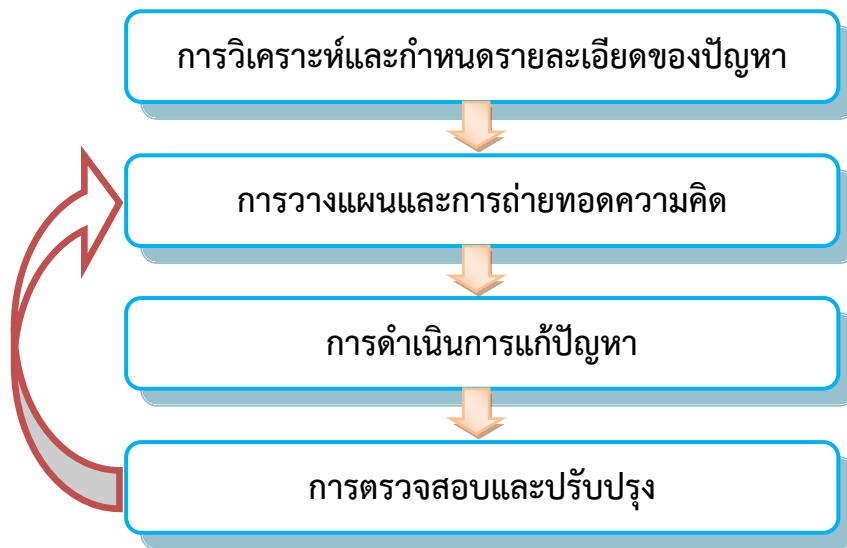 การวิเคราะห์และกำหนดรายละเอียดของปัญหา
การวางแผนและการถ่ายทอดความคิด
การดำเนินการแก้ปัญหา
การตรวจสอบและปรับปรุง